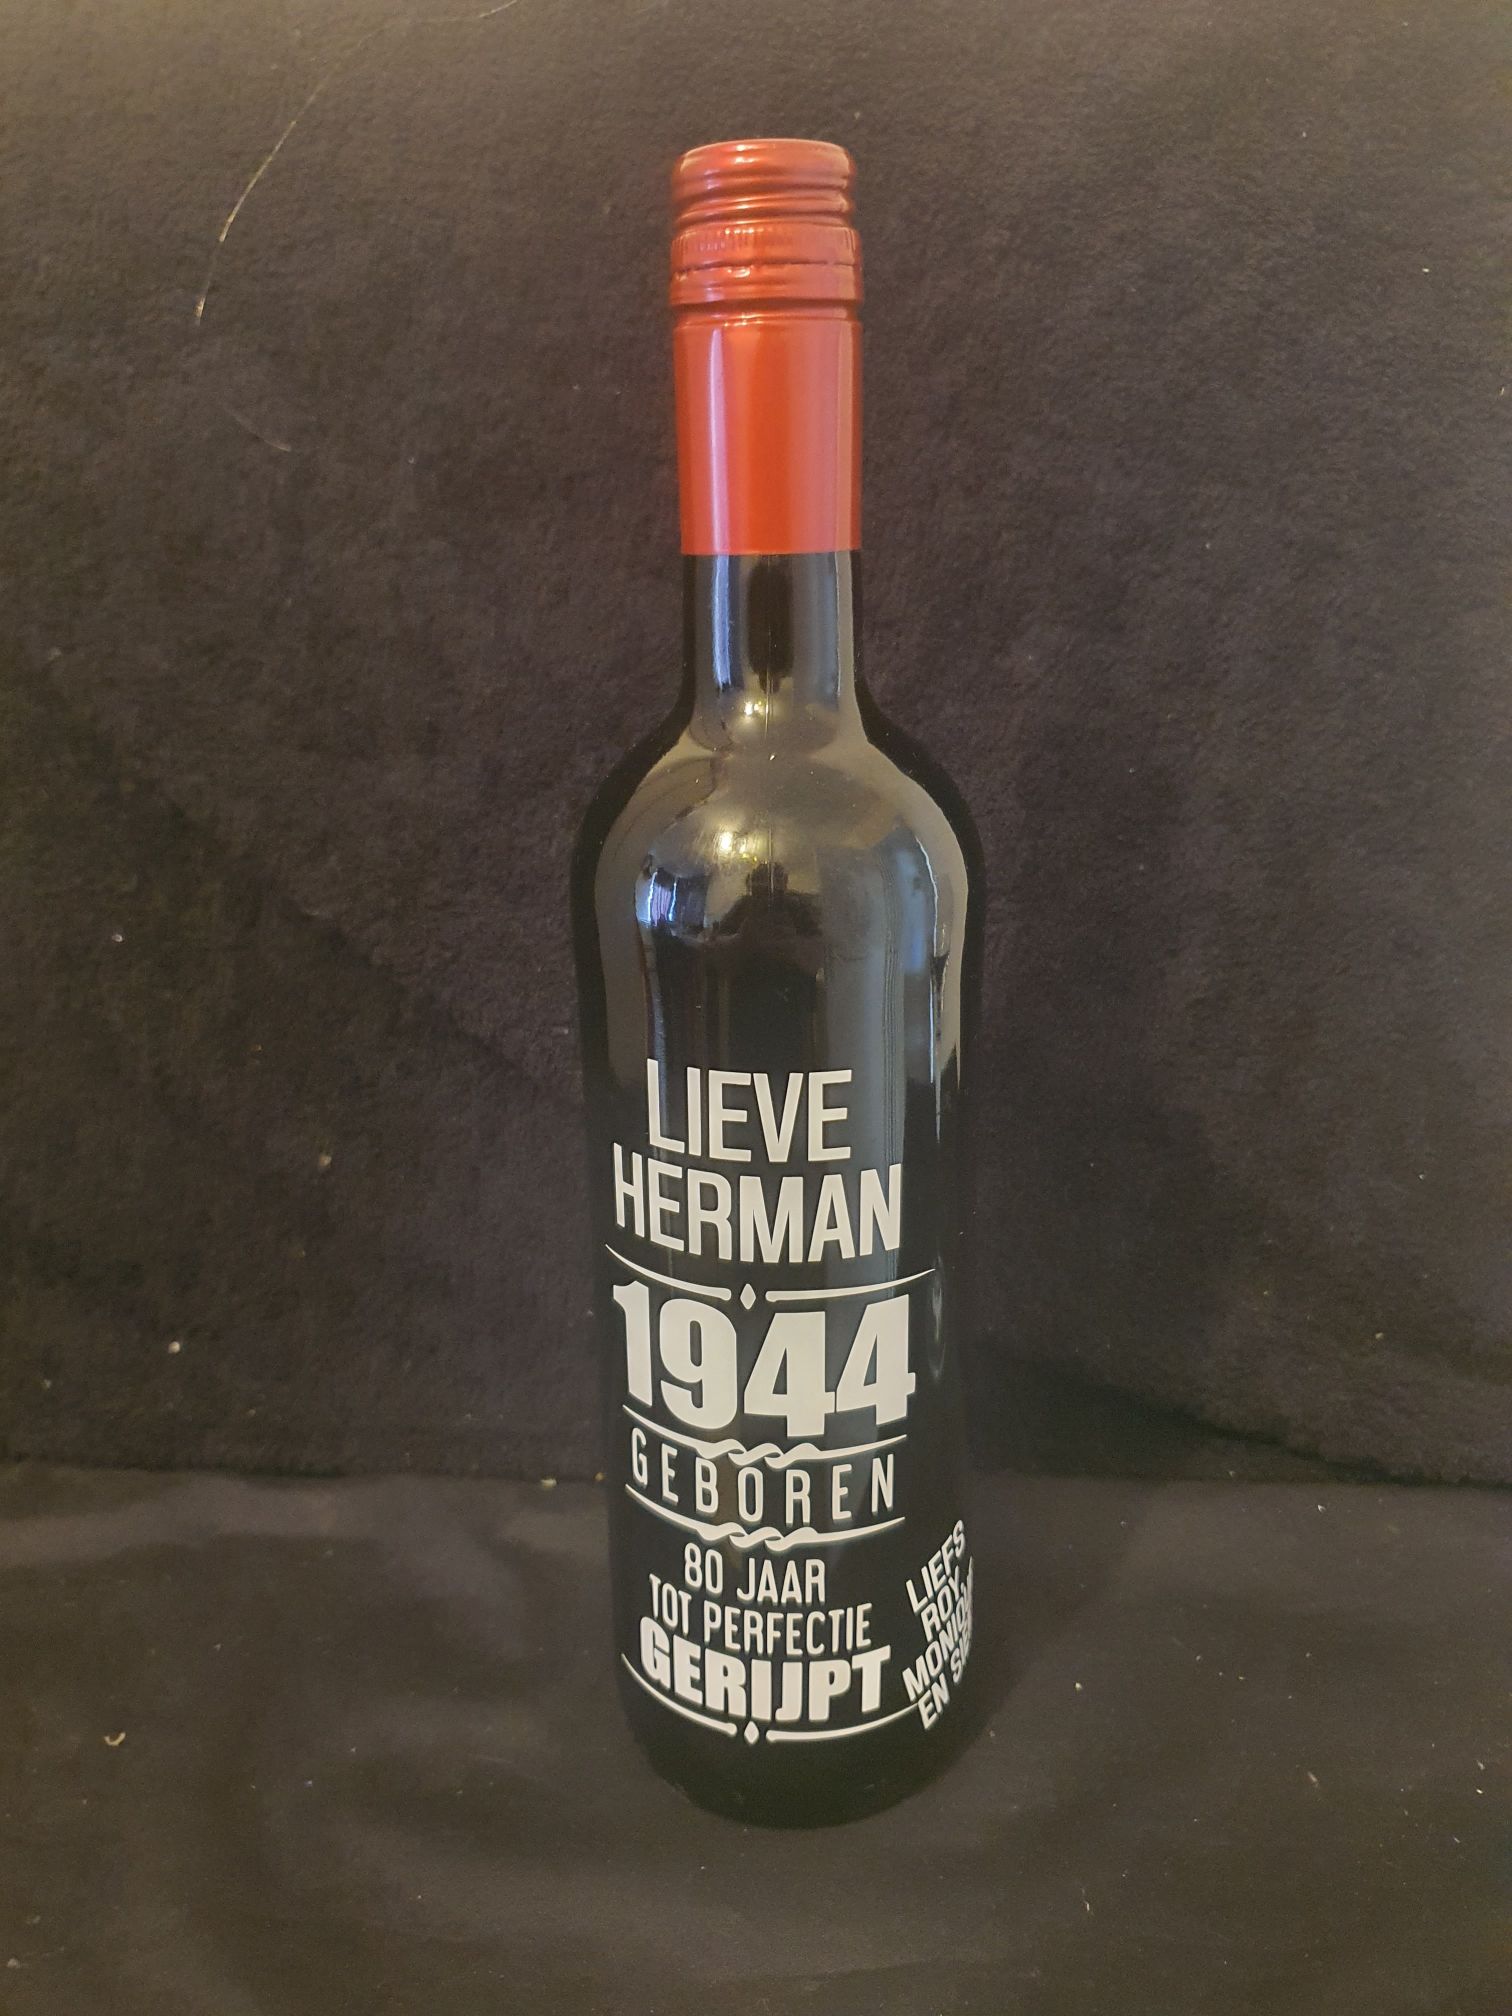 LIEVE
HERMAN
1944
GEBOREN
80 JAAR
TOT PERFECTIE
GERIJPT
LIEFS
ROY,
EN